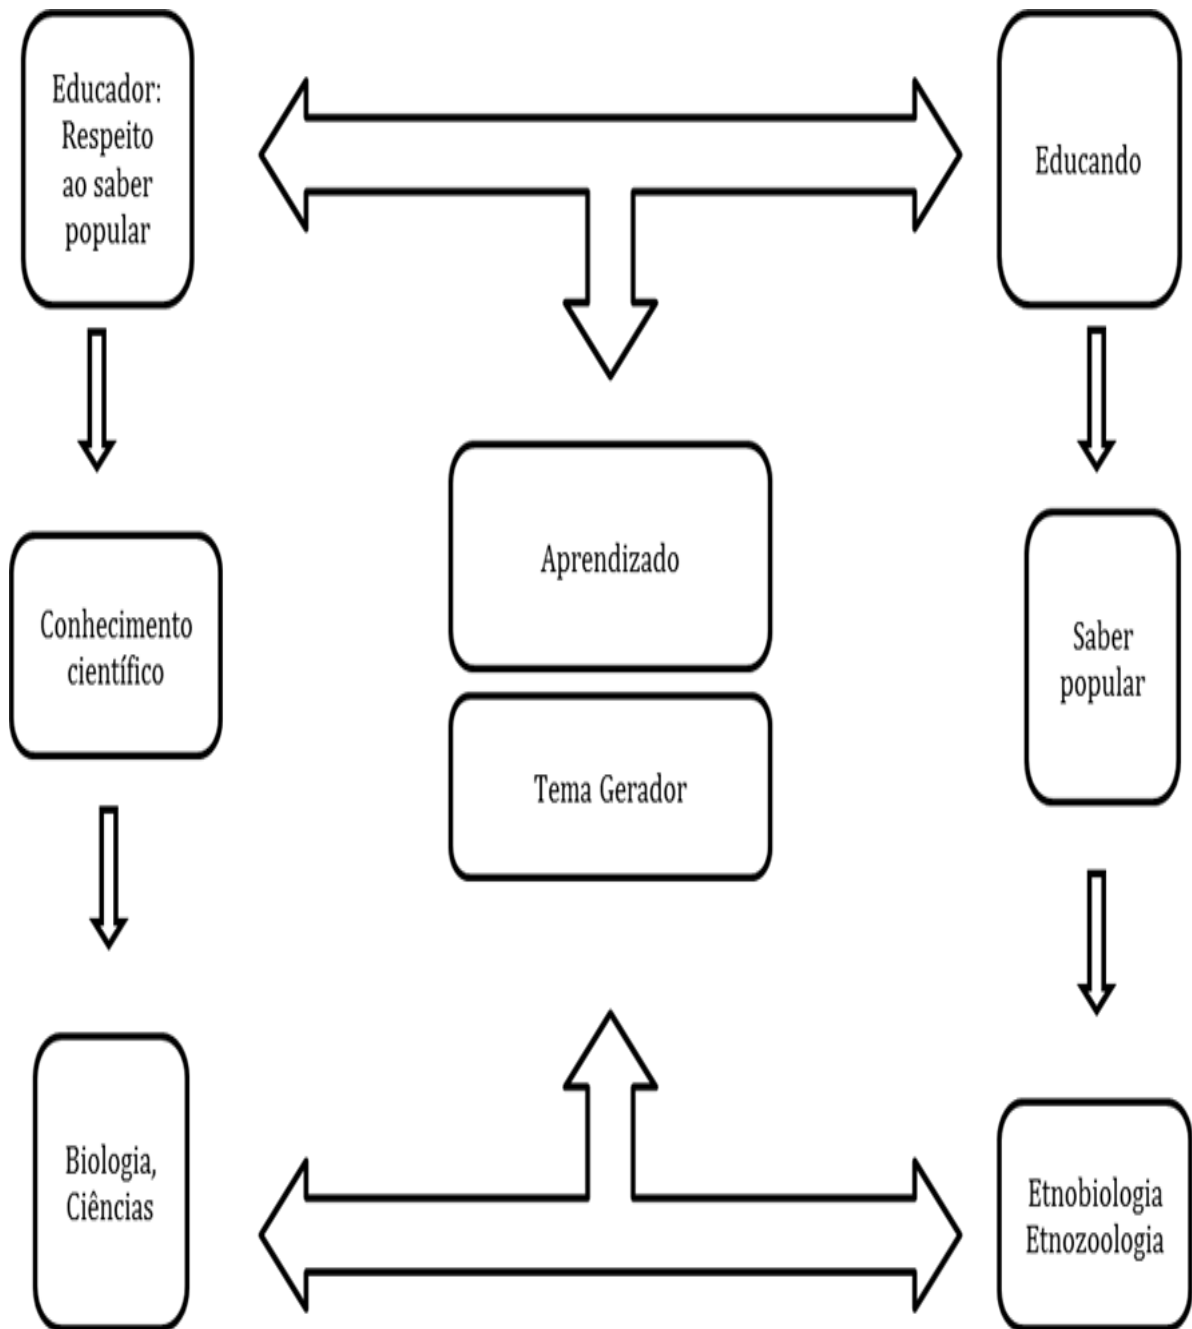 Educador:
Respeito
ao saber
popular
Educando
Aprendizado
Conhecimento
científico
Saber
popular
Tema Gerador
Biologia,
Ciências
Etnobiologia
Etnozoologia